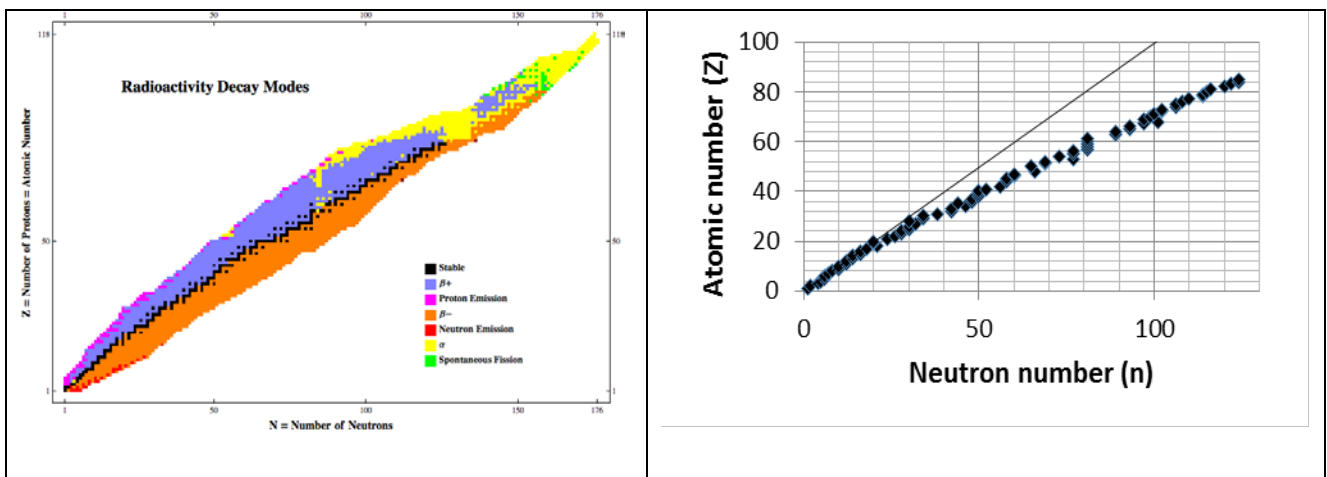 1 50 100 150 176
118 118
Radioactivity Decay Modes
Z = Number of Protons = Atomic Number
50 50
Stable
β+
Proton Emission
β−
Neutron Emission
α
Spontaneous Fission
1 1
1 50 100 150 176
N = Number of Neutrons
Atomic number (Z)
100
80
60
40
20
0
0 50 100
Neutron number (n)